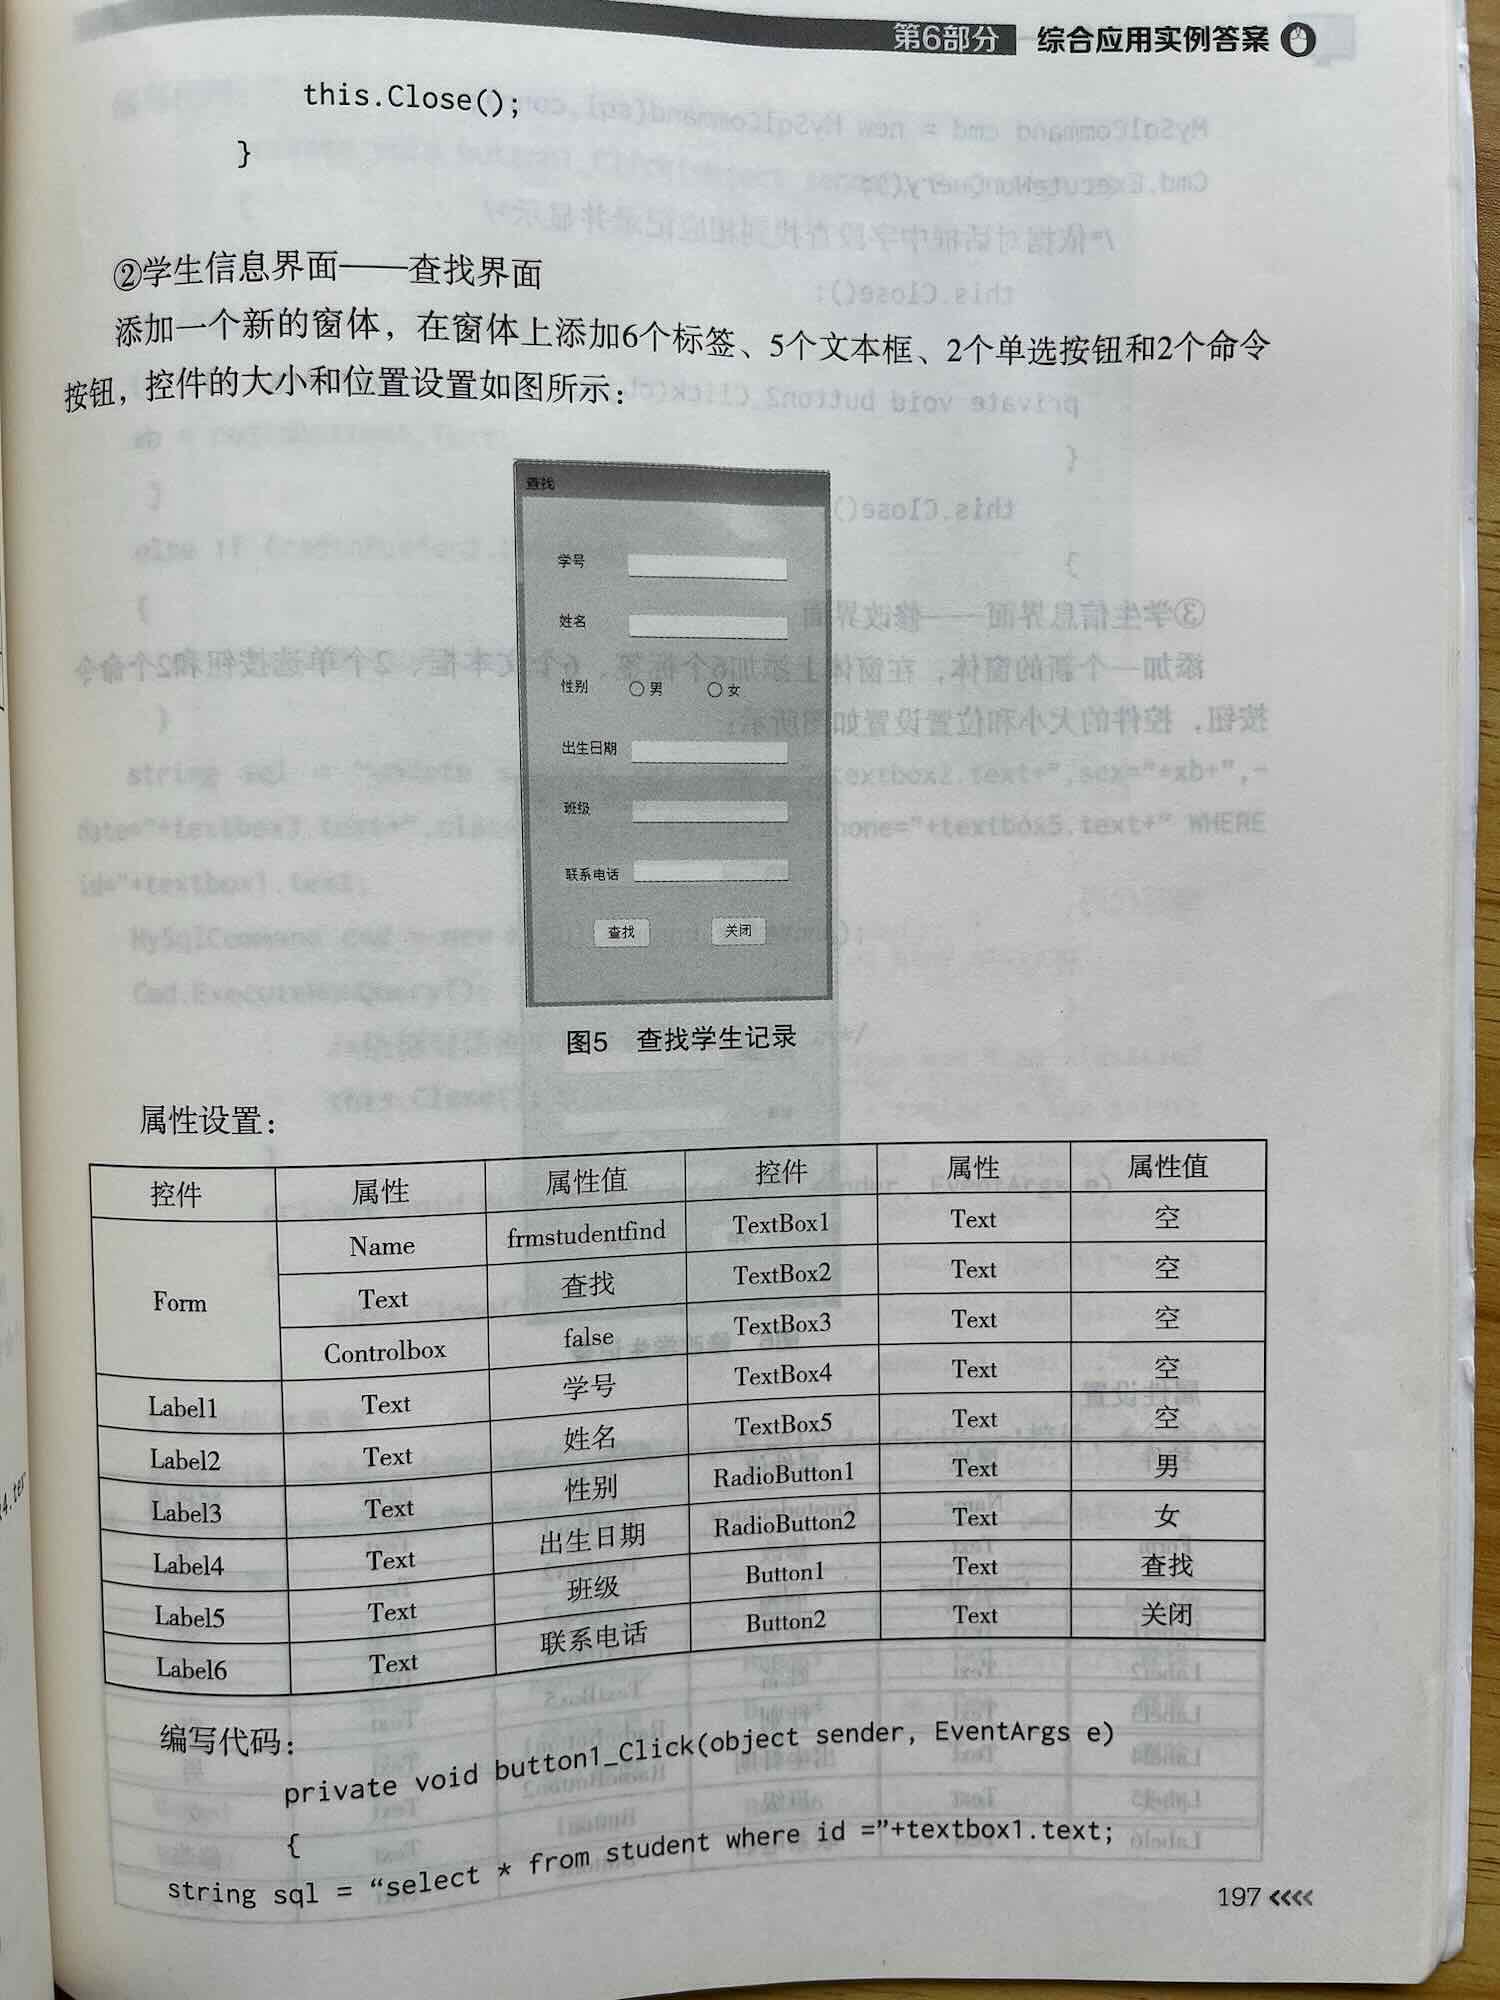 第6部分 综合应用实例答案
this.Close();
}
②学生信息界面——查找界面
添加一个新的窗体，在窗体上添加6个标签、5个文本框、2个单选按钮和2个命令
按钮，控件的大小和位置设置如图所示：
查找
学号
姓名
性别 男 女
出生日期
班级
联系电话
查找 关闭
图5 查找学生记录
属性设置：
控件 属性 属性值 控件 属性 属性值
Form Name frmstudentfind TextBox1 Text 空
Text 查找 TextBox2 Text 空
Controlbox false TextBox3 Text 空
Label1 Text 学号 TextBox4 Text 空
Label2 Text 姓名 TextBox5 Text 空
Label3 Text 性别 RadioButton1 Text 男
Label4 Text 出生日期 RadioButton2 Text 女
Label5 Text 班级 Button1 Text 查找
Label6 Text 联系电话 Button2 Text 关闭
编写代码：
private void button1_Click(object sender, EventArgs e)
{
string sql = “select * from student where id =”+textbox1.text;
197